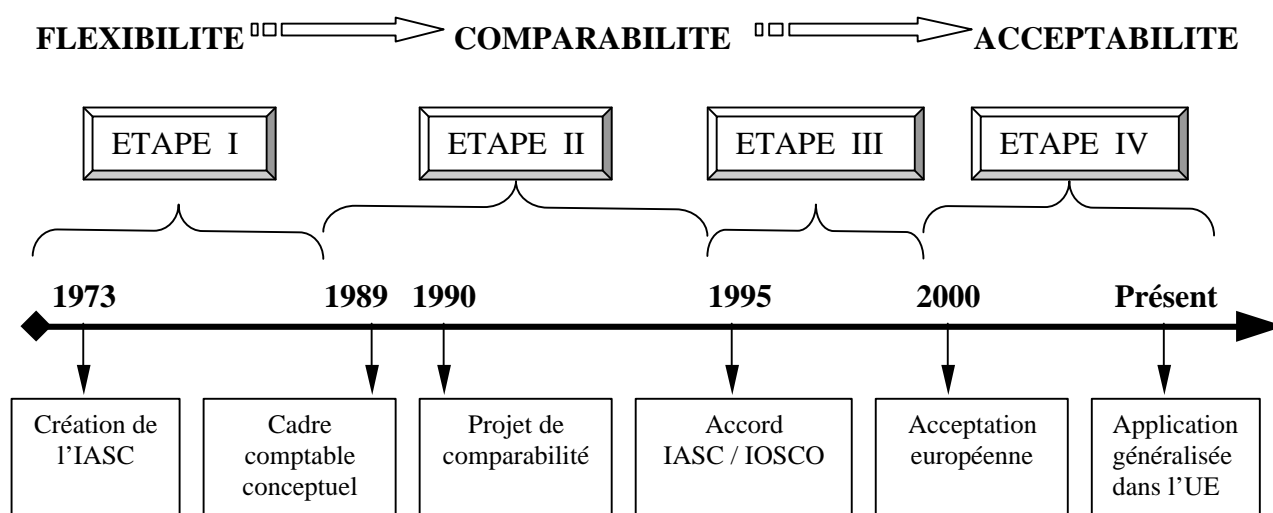 FLEXIBILITE COMPARABILITE ACCEPTABILITE
ETAPE I ETAPE II ETAPE III ETAPE IV
1973 1989 1990 1995 2000 Présent
Création de
l’IASC
Cadre
comptable
conceptuel
Projet de
comparabilité
Accord
IASC / IOSCO
Acceptation
européenne
Application
généralisée
dans l’UE